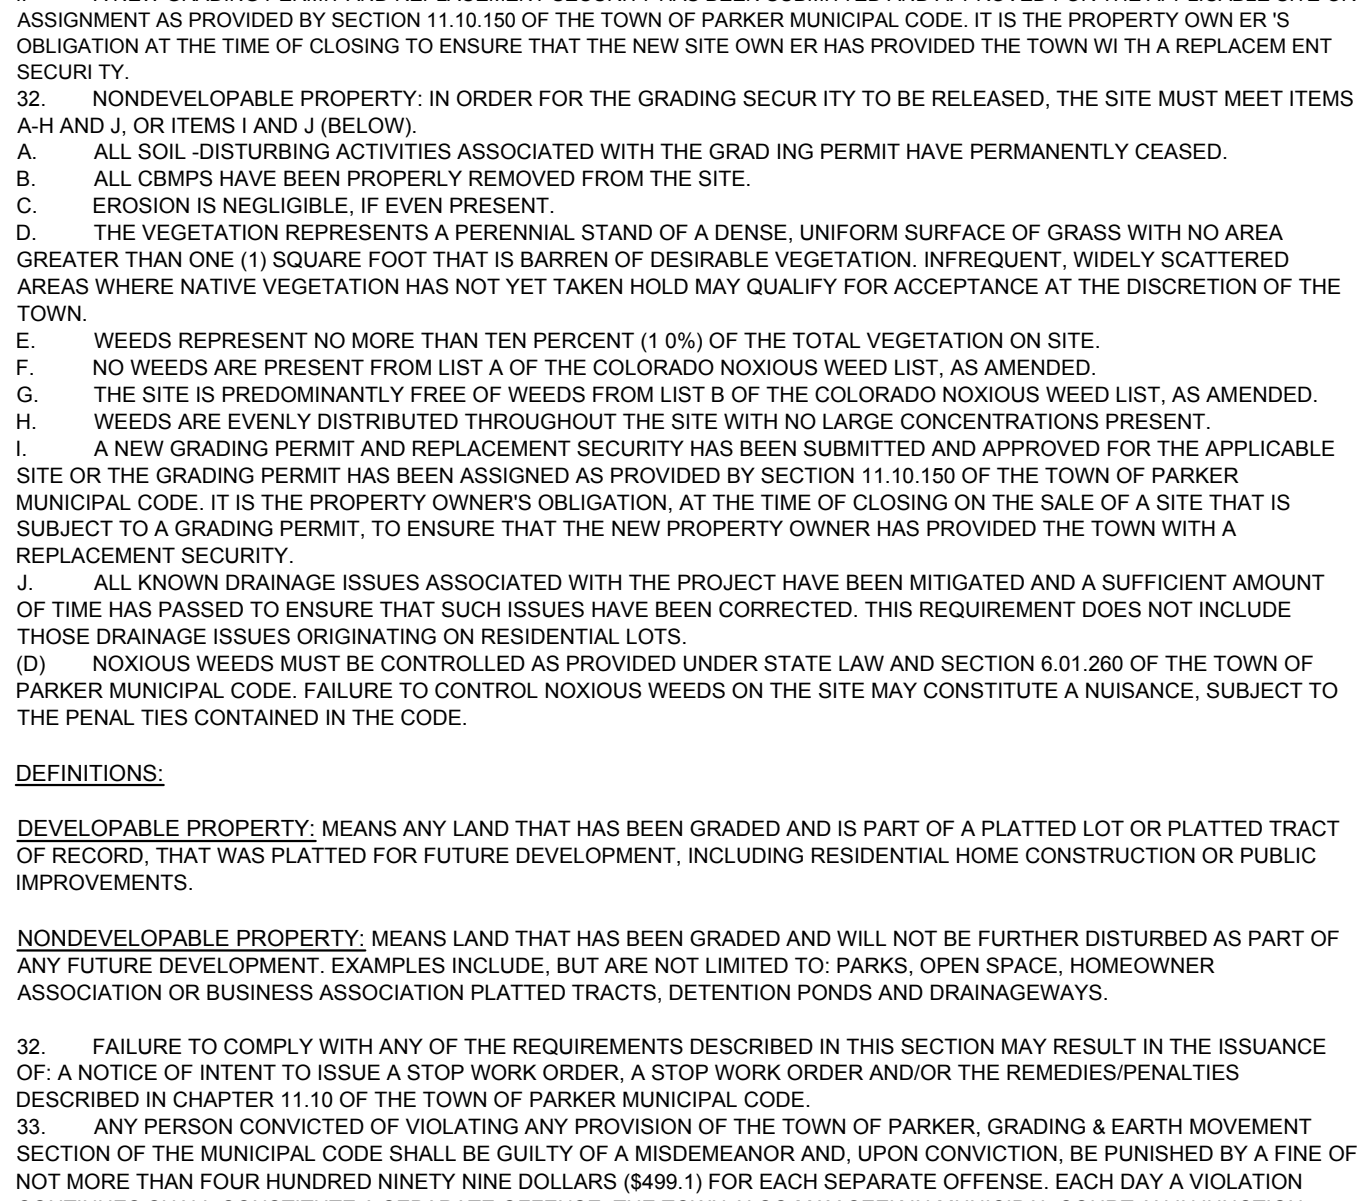 ASSIGNMENT AS PROVIDED BY SECTION 11.10.150 OF THE TOWN OF PARKER MUNICIPAL CODE. IT IS THE PROPERTY OWN ER 'S
OBLIGATION AT THE TIME OF CLOSING TO ENSURE THAT THE NEW SITE OWN ER HAS PROVIDED THE TOWN WI TH A REPLACEM ENT
SECURI TY.
32. NONDEVELOPABLE PROPERTY: IN ORDER FOR THE GRADING SECUR ITY TO BE RELEASED, THE SITE MUST MEET ITEMS
A-H AND J, OR ITEMS I AND J (BELOW).
A. ALL SOIL -DISTURBING ACTIVITIES ASSOCIATED WITH THE GRAD ING PERMIT HAVE PERMANENTLY CEASED.
B. ALL CBMPS HAVE BEEN PROPERLY REMOVED FROM THE SITE.
C. EROSION IS NEGLIGIBLE, IF EVEN PRESENT.
D. THE VEGETATION REPRESENTS A PERENNIAL STAND OF A DENSE, UNIFORM SURFACE OF GRASS WITH NO AREA
GREATER THAN ONE (1) SQUARE FOOT THAT IS BARREN OF DESIRABLE VEGETATION. INFREQUENT, WIDELY SCATTERED
AREAS WHERE NATIVE VEGETATION HAS NOT YET TAKEN HOLD MAY QUALIFY FOR ACCEPTANCE AT THE DISCRETION OF THE
TOWN.
E. WEEDS REPRESENT NO MORE THAN TEN PERCENT (1 0%) OF THE TOTAL VEGETATION ON SITE.
F. NO WEEDS ARE PRESENT FROM LIST A OF THE COLORADO NOXIOUS WEED LIST, AS AMENDED.
G. THE SITE IS PREDOMINANTLY FREE OF WEEDS FROM LIST B OF THE COLORADO NOXIOUS WEED LIST, AS AMENDED.
H. WEEDS ARE EVENLY DISTRIBUTED THROUGHOUT THE SITE WITH NO LARGE CONCENTRATIONS PRESENT.
I. A NEW GRADING PERMIT AND REPLACEMENT SECURITY HAS BEEN SUBMITTED AND APPROVED FOR THE APPLICABLE
SITE OR THE GRADING PERMIT HAS BEEN ASSIGNED AS PROVIDED BY SECTION 11.10.150 OF THE TOWN OF PARKER
MUNICIPAL CODE. IT IS THE PROPERTY OWNER'S OBLIGATION, AT THE TIME OF CLOSING ON THE SALE OF A SITE THAT IS
SUBJECT TO A GRADING PERMIT, TO ENSURE THAT THE NEW PROPERTY OWNER HAS PROVIDED THE TOWN WITH A
REPLACEMENT SECURITY.
J. ALL KNOWN DRAINAGE ISSUES ASSOCIATED WITH THE PROJECT HAVE BEEN MITIGATED AND A SUFFICIENT AMOUNT
OF TIME HAS PASSED TO ENSURE THAT SUCH ISSUES HAVE BEEN CORRECTED. THIS REQUIREMENT DOES NOT INCLUDE
THOSE DRAINAGE ISSUES ORIGINATING ON RESIDENTIAL LOTS.
(D) NOXIOUS WEEDS MUST BE CONTROLLED AS PROVIDED UNDER STATE LAW AND SECTION 6.01.260 OF THE TOWN OF
PARKER MUNICIPAL CODE. FAILURE TO CONTROL NOXIOUS WEEDS ON THE SITE MAY CONSTITUTE A NUISANCE, SUBJECT TO
THE PENAL TIES CONTAINED IN THE CODE.
DEFINITIONS:
DEVELOPABLE PROPERTY: MEANS ANY LAND THAT HAS BEEN GRADED AND IS PART OF A PLATTED LOT OR PLATTED TRACT
OF RECORD, THAT WAS PLATTED FOR FUTURE DEVELOPMENT, INCLUDING RESIDENTIAL HOME CONSTRUCTION OR PUBLIC
IMPROVEMENTS.
NONDEVELOPABLE PROPERTY: MEANS LAND THAT HAS BEEN GRADED AND WILL NOT BE FURTHER DISTURBED AS PART OF
ANY FUTURE DEVELOPMENT. EXAMPLES INCLUDE, BUT ARE NOT LIMITED TO: PARKS, OPEN SPACE, HOMEOWNER
ASSOCIATION OR BUSINESS ASSOCIATION PLATTED TRACTS, DETENTION PONDS AND DRAINAGEWAYS.
32. FAILURE TO COMPLY WITH ANY OF THE REQUIREMENTS DESCRIBED IN THIS SECTION MAY RESULT IN THE ISSUANCE
OF: A NOTICE OF INTENT TO ISSUE A STOP WORK ORDER, A STOP WORK ORDER AND/OR THE REMEDIES/PENALTIES
DESCRIBED IN CHAPTER 11.10 OF THE TOWN OF PARKER MUNICIPAL CODE.
33. ANY PERSON CONVICTED OF VIOLATING ANY PROVISION OF THE TOWN OF PARKER, GRADING & EARTH MOVEMENT
SECTION OF THE MUNICIPAL CODE SHALL BE GUILTY OF A MISDEMEANOR AND, UPON CONVICTION, BE PUNISHED BY A FINE OF
NOT MORE THAN FOUR HUNDRED NINETY NINE DOLLARS ($499.1) FOR EACH SEPARATE OFFENSE. EACH DAY A VIOLATION